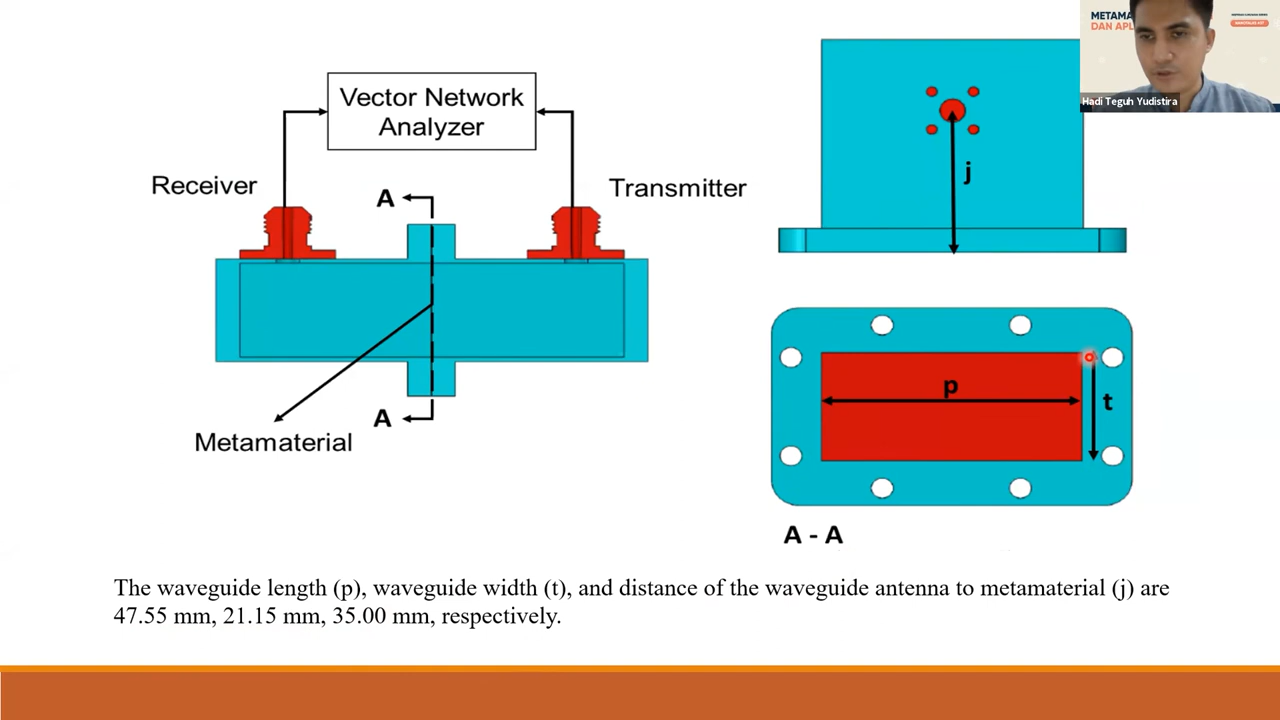 METAMA
DAN APL
Hadi Teguh Yudistira
Vector Network
Analyzer
Receiver
Transmitter
A
A
Metamaterial
j
p
t
A - A
The waveguide length (p), waveguide width (t), and distance of the waveguide antenna to metamaterial (j) are
47.55 mm, 21.15 mm, 35.00 mm, respectively.